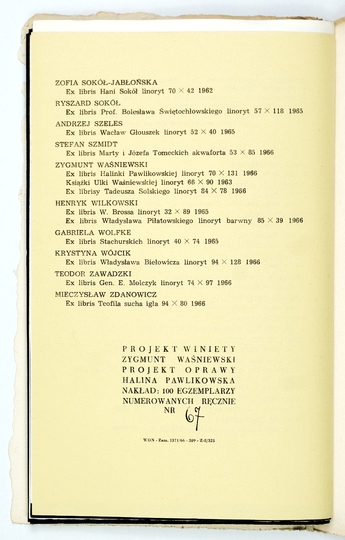 ZOFIA SOKÓŁ-JABŁOŃSKA
Ex libris Hani Sokół linoryt 70 × 42 1962
RYSZARD SOKÓŁ
Ex libris Prof. Bolesława Świętochłowskiego linoryt 57 × 118 1965
ANDRZEJ SZELES
Ex libris Wacław Głouszek linoryt 52 × 40 1965
STEFAN SZMIDT
Ex libris Marty i Józefa Tomeckich akwaforta 53 × 85 1966
ZYGMUNT WAŚNIEWSKI
Ex libris Halinki Pawlikowskiej linoryt 70 × 131 1966
Książki Ulki Waśniewskiej linoryt 66 × 90 1963
Ex librisy Tadeusza Solskiego linoryt 84 × 78 1966
HENRYK WILKOWSKI
Ex libris W. Brossa linoryt 32 × 89 1965
Ex libris Władysława Piłatowskiego linoryt barwny 85 × 39 1966
GABRIELA WOLFKE
Ex libris Stachurskich linoryt 40 × 74 1965
KRYSTYNA WÓJCIK
Ex libris Władysława Biełowicza linoryt 94 × 128 1966
TEODOR ZAWADZKI
Ex libris Gen. E. Molczyk linoryt 74 × 97 1966
MIECZYSŁAW ZDANOWICZ
Ex libris Teofila sucha igła 94 × 80 1966
PROJEKT WINIETY
ZYGMUNT WAŚNIEWSKI
PROJEKT OPRAWY
HALINA PAWLIKOWSKA
NAKŁAD: 100 EGZEMPLARZY
NUMEROWANYCH RĘCZNIE
NR 67